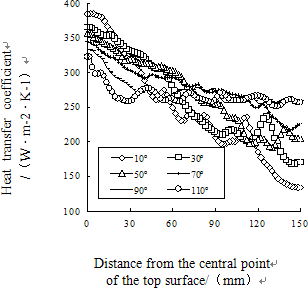 400
350
300
250
200
150
100
0 30 60 90 120 150
Heat transfer coefficient
/（W·m-2·K-1）
10° 30°
50° 70°
90° 110°
Distance from the central point
of the top surface/（mm）